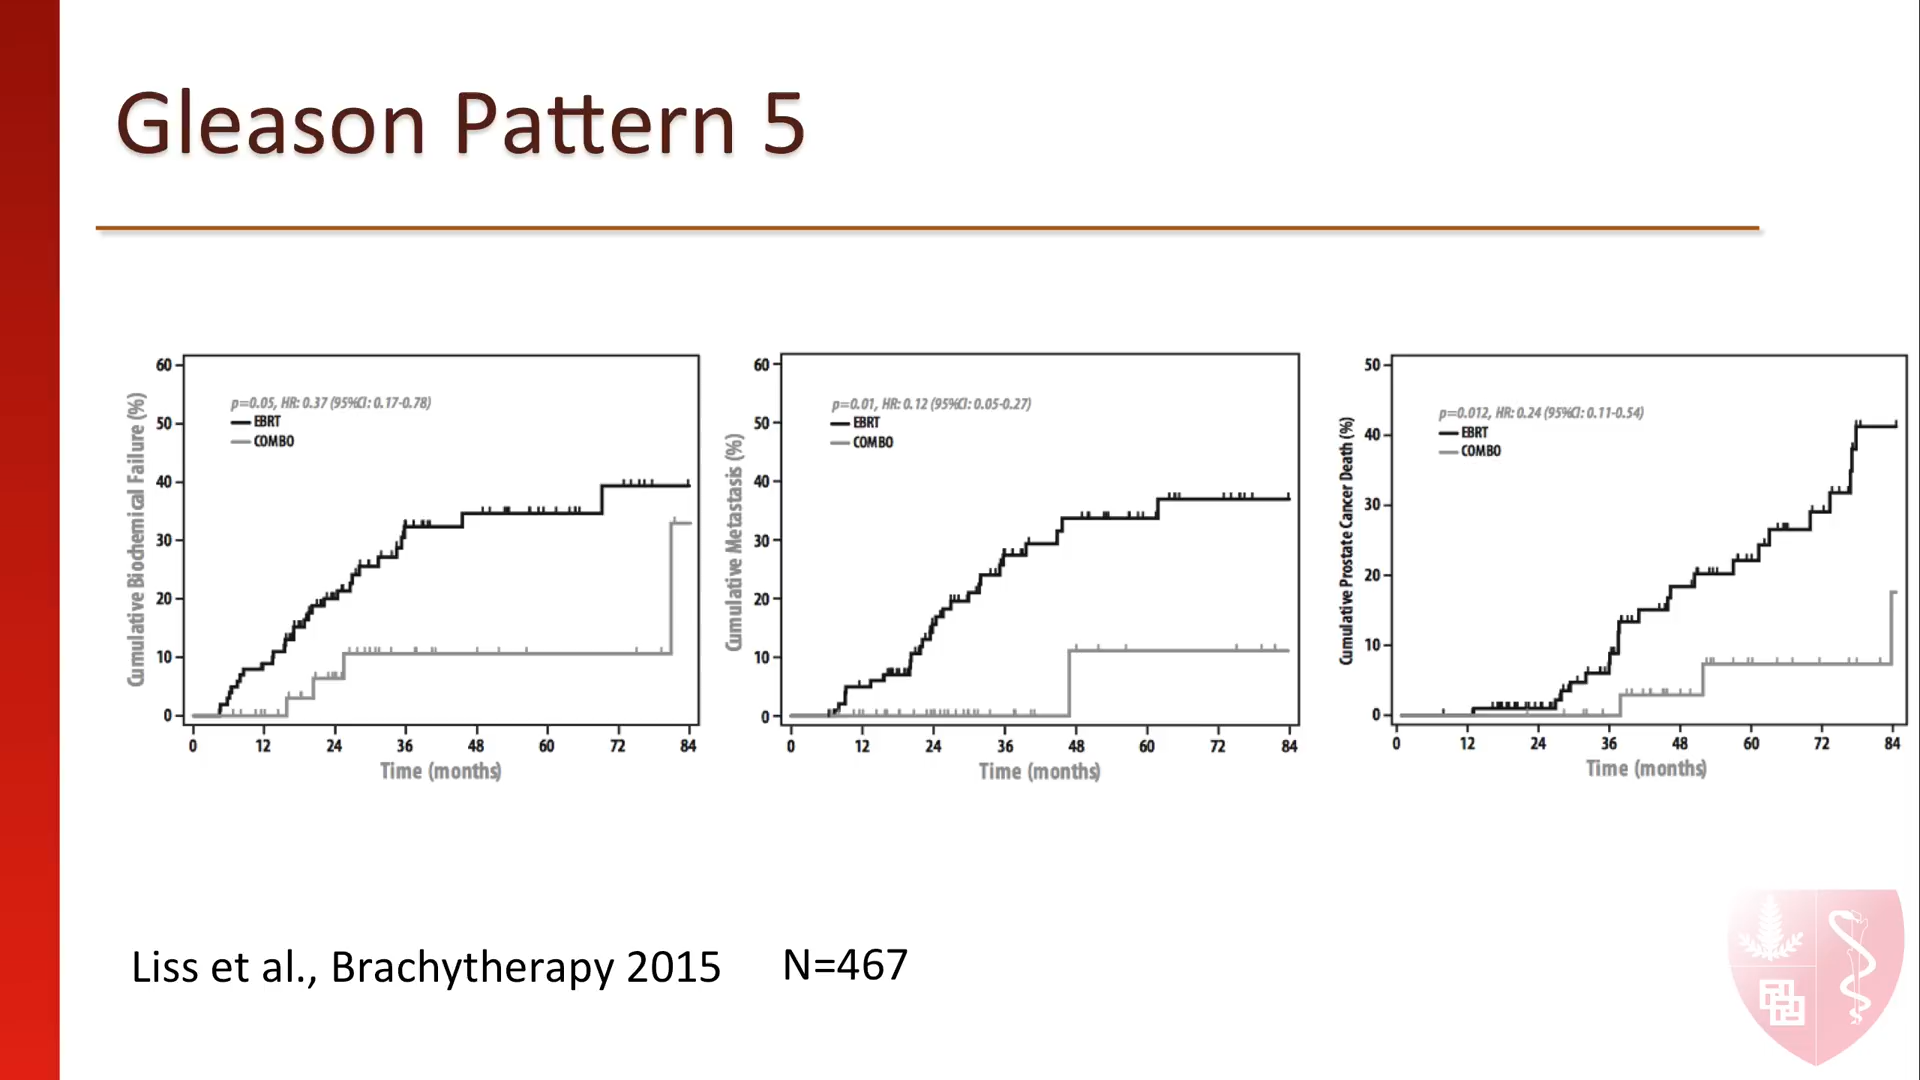 Gleason Pattern 5
Cumulative Biochemical Failure (%)
60
50
40
30
20
10
0
p=0.05, HR: 0.37 (95%CI: 0.17-0.78)
EBRT
COMBO
0 12 24 36 48 60 72 84
Time (months)
Cumulative Metastasis (%)
60
50
40
30
20
10
0
p=0.01, HR: 0.12 (95%CI: 0.05-0.27)
EBRT
COMBO
0 12 24 36 48 60 72 84
Time (months)
Cumulative Prostate Cancer Death (%)
50
40
30
20
10
0
p=0.012, HR: 0.24 (95%CI: 0.11-0.54)
EBRT
COMBO
0 12 24 36 48 60 72 84
Time (months)
Liss et al., Brachytherapy 2015 N=467